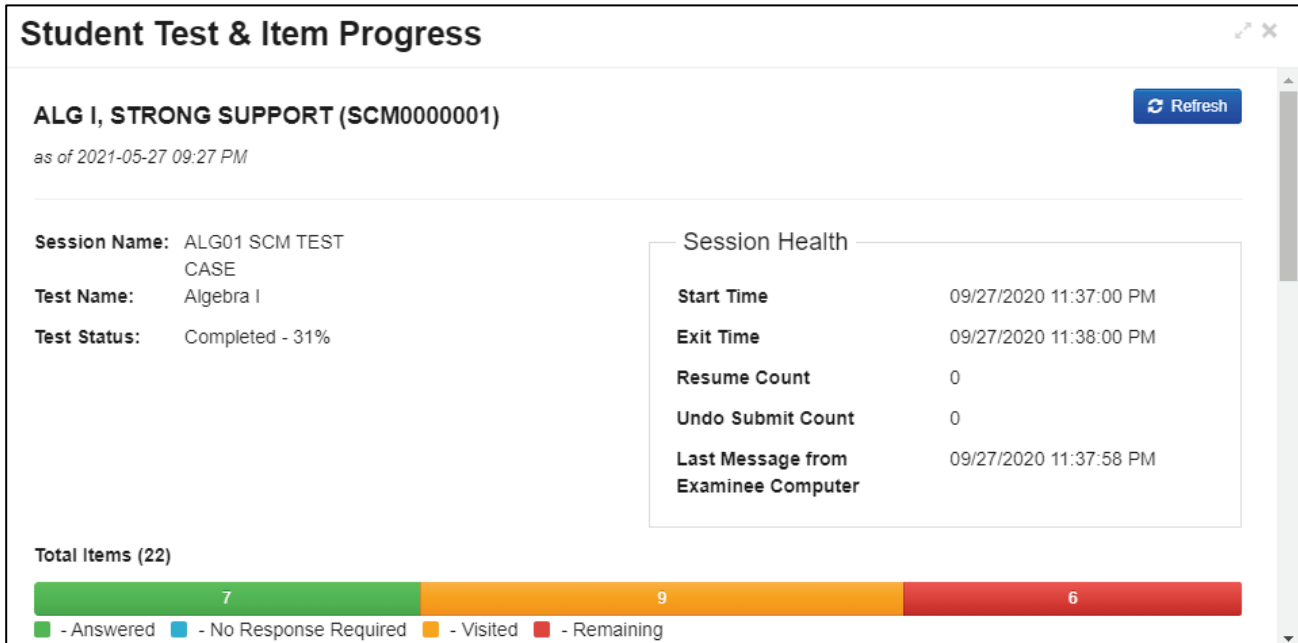 Student Test & Item Progress
ALG I, STRONG SUPPORT (SCM0000001)
Refresh
as of 2021-05-27 09:27 PM
Session Name: ALG01 SCM TEST
CASE
Test Name: Algebra I
Test Status: Completed - 31%
Session Health
Start Time 09/27/2020 11:37:00 PM
Exit Time 09/27/2020 11:38:00 PM
Resume Count 0
Undo Submit Count 0
Last Message from 09/27/2020 11:37:58 PM
Examinee Computer
Total Items (22)
7 9 6
- Answered - No Response Required - Visited - Remaining